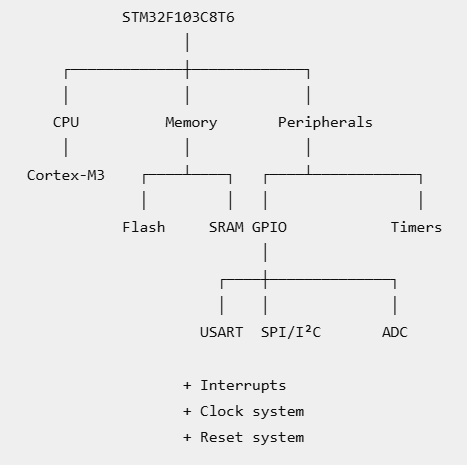 STM32F103C8T6
CPU Memory Peripherals
Cortex-M3
Flash SRAM GPIO Timers
USART SPI/I²C ADC
+ Interrupts
+ Clock system
+ Reset system